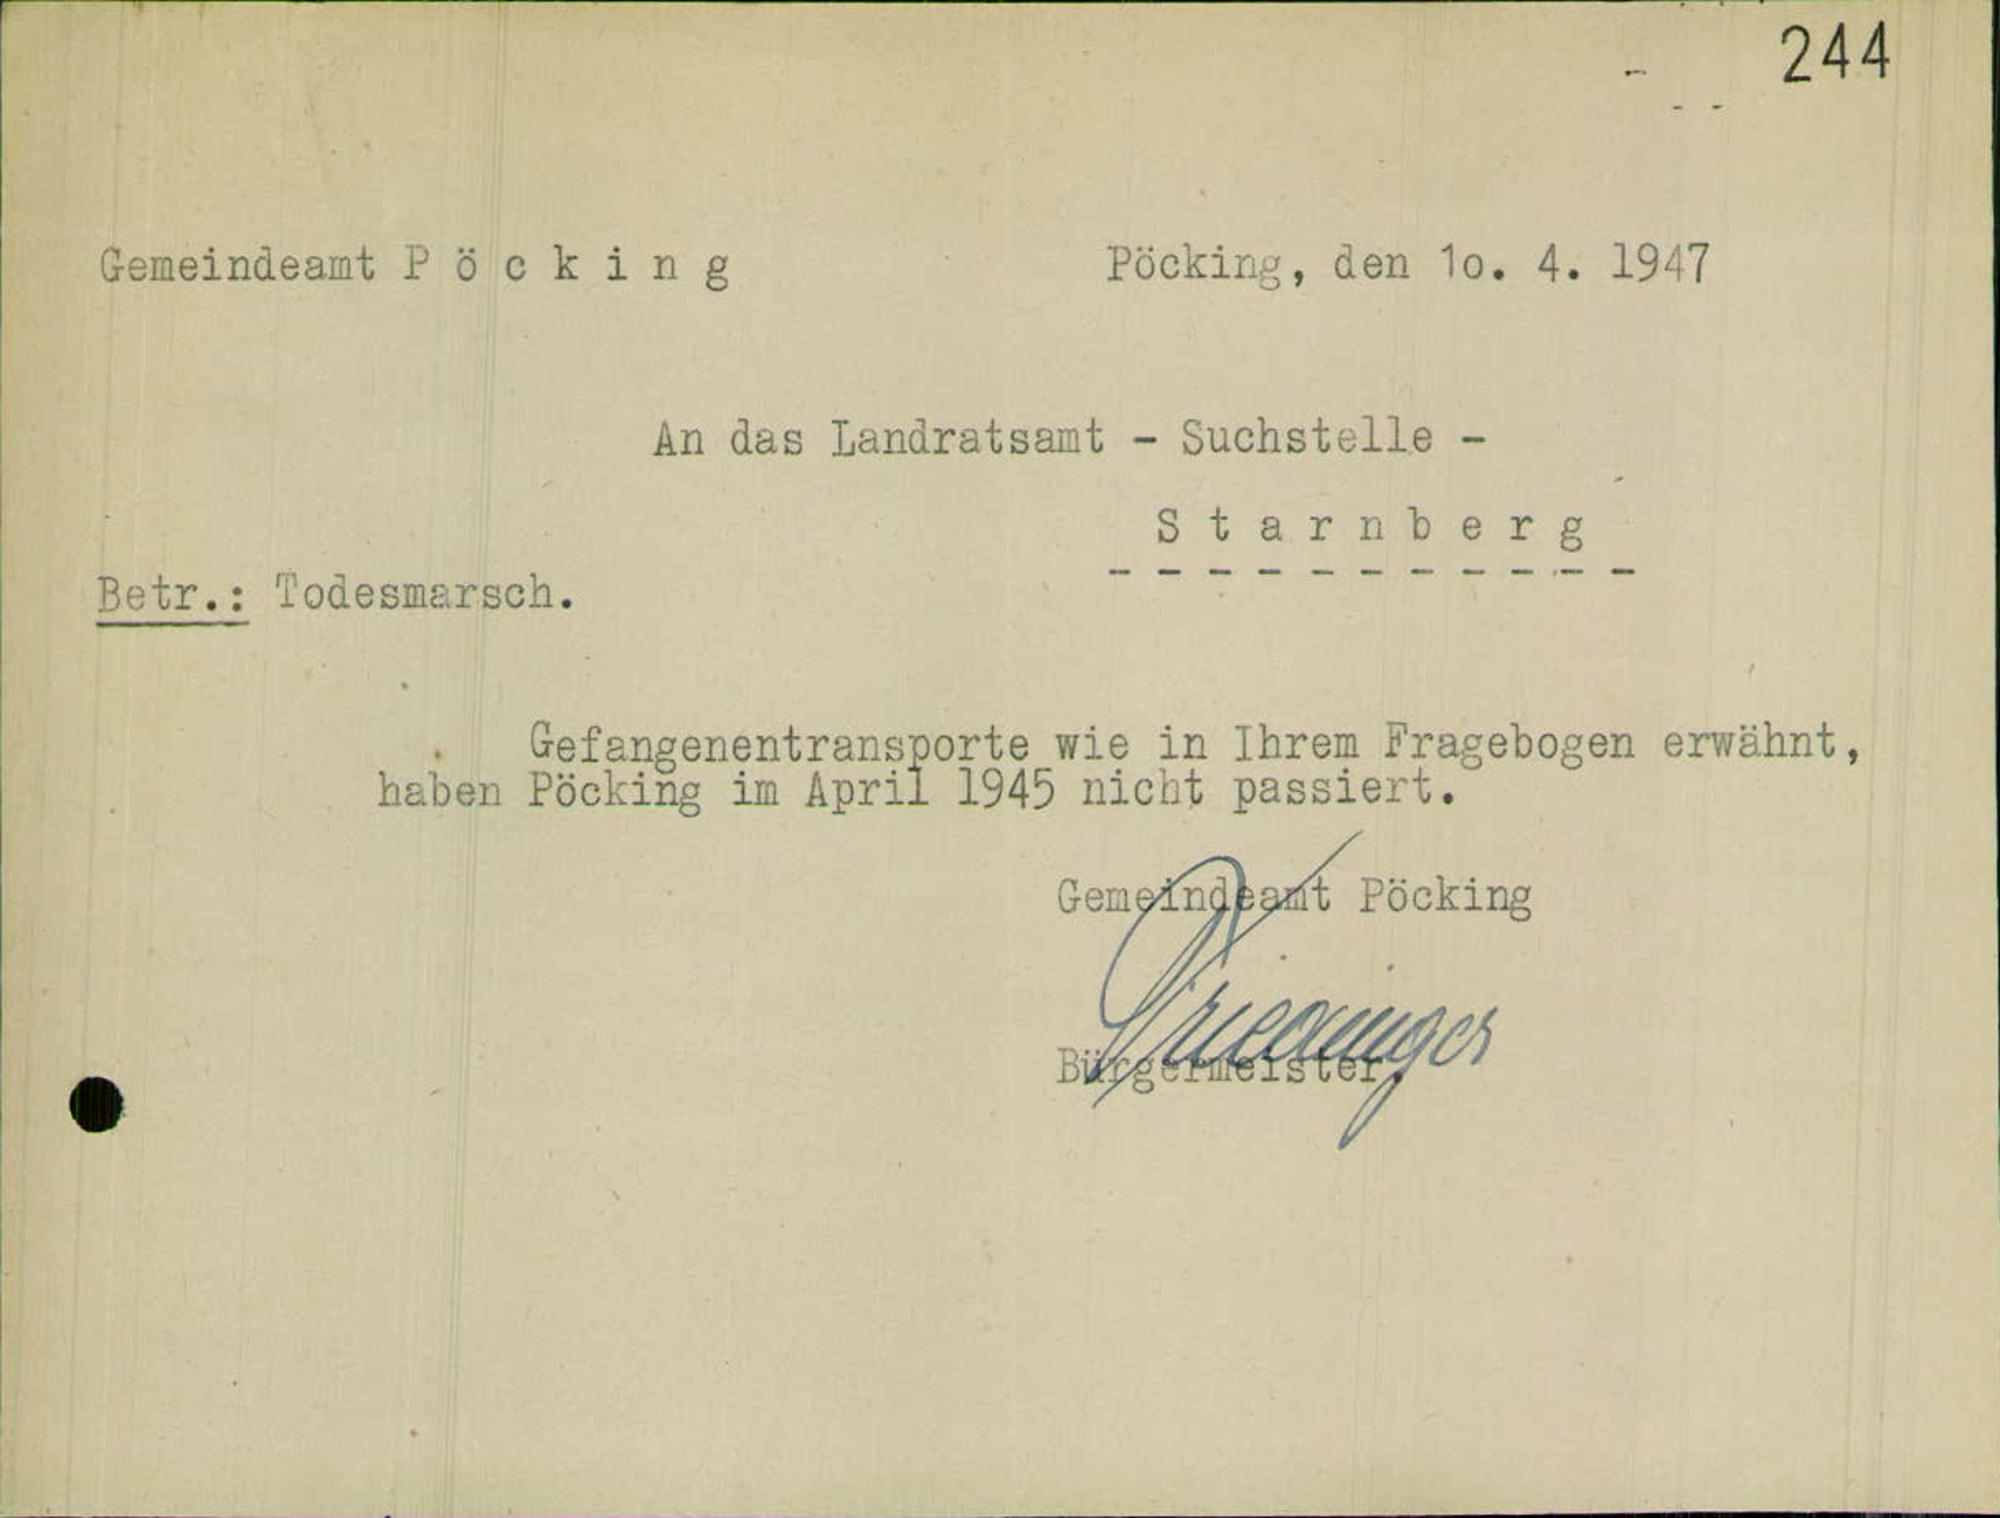 244
Gemeindeamt P ö c k i n g
Pöcking, den 1o. 4. 1947
An das Landratsamt - Suchstelle -
S t a r n b e r g
- - - - - - - - - - -
Betr.: Todesmarsch.
Gefangenentransporte wie in Ihrem Fragebogen erwähnt,
haben Pöcking im April 1945 nicht passiert.
Gemeindeamt Pöcking
Bürgermeister.